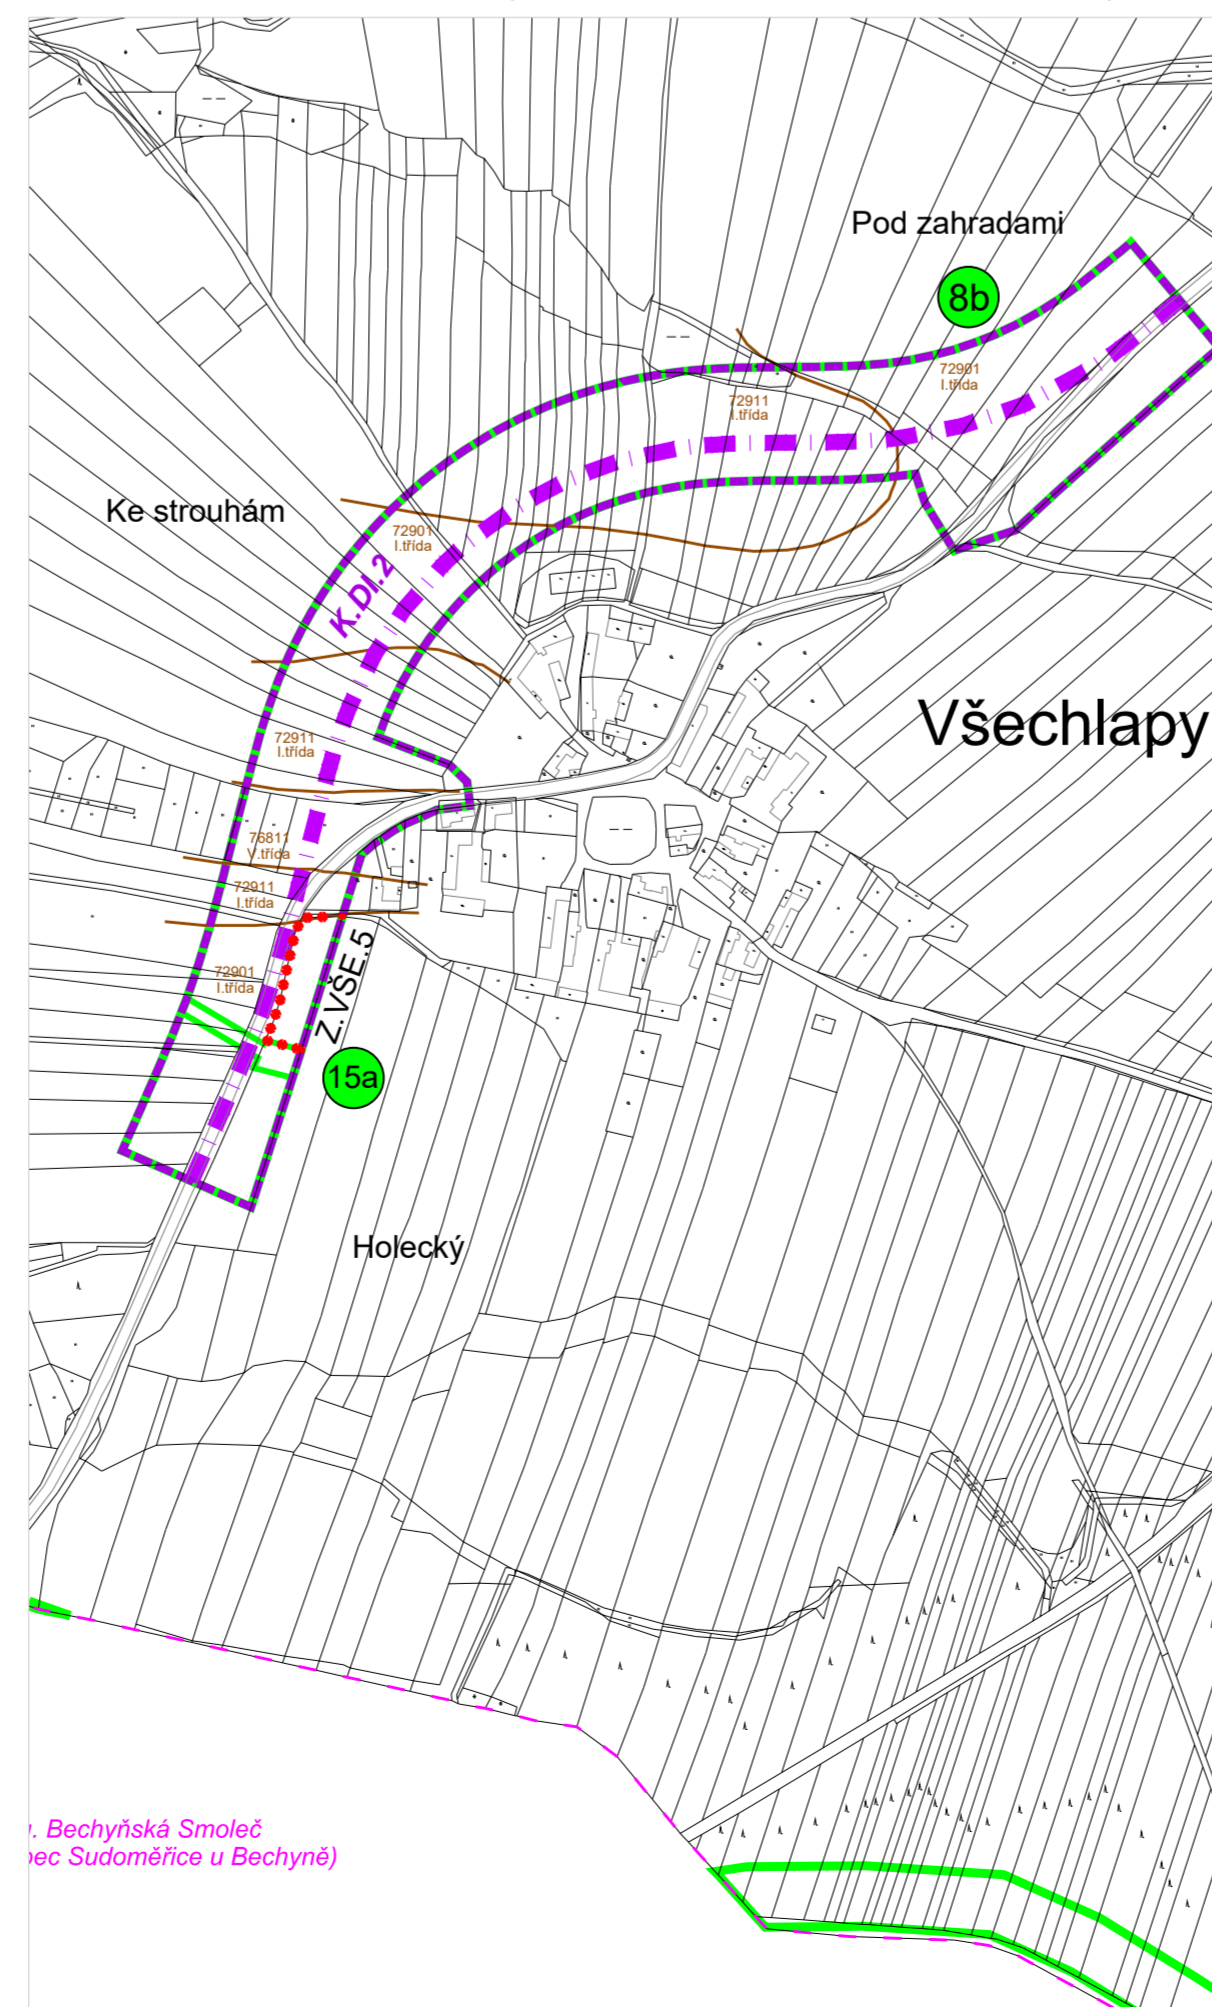 Pod zahradami
8b
72901
I.třída
72911
I.třída
Ke strouhám
72901
I.třída
K.DI.2
Všechlapy
72911
I.třída
76811
V.třída
72911
I.třída
Z.VŠE.5
72901
I.třída
15a
Holecký
. Bechyňská Smoleč
bec Sudoměřice u Bechyně)